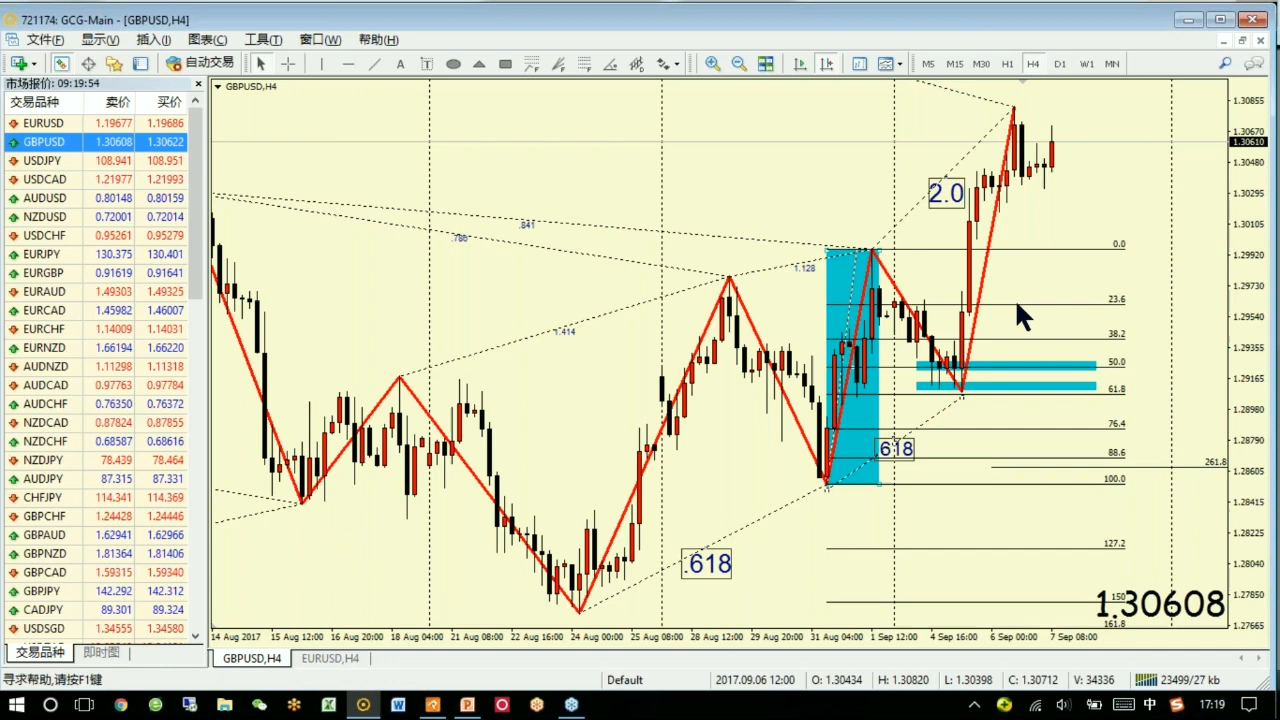 721174: GCG-Main - [GBPUSD,H4]
文件(F) 显示(V) 插入(I) 图表(C) 工具(T) 窗口(W) 帮助(H)
自动交易 M5 M15 M30 H1 H4 D1 W1 MN
市场报价: 09:19:54
交易品种 卖价 买价
EURUSD 1.19677 1.19686
GBPUSD 1.30608 1.30622
USDJPY 108.941 108.951
USDCAD 1.21977 1.21993
AUDUSD 0.80148 0.80159
NZDUSD 0.72001 0.72014
USDCHF 0.95261 0.95279
EURJPY 130.375 130.401
EURGBP 0.91619 0.91641
EURAUD 1.49303 1.49325
EURCAD 1.45982 1.46007
EURCHF 1.14009 1.14031
EURNZD 1.66194 1.66220
AUDNZD 1.11298 1.11318
AUDCAD 0.97763 0.97784
AUDCHF 0.76350 0.76372
NZDCAD 0.87824 0.87855
NZDCHF 0.68587 0.68616
NZDJPY 78.439 78.464
AUDJPY 87.315 87.331
CHFJPY 114.341 114.369
GBPCHF 1.24428 1.24446
GBPAUD 1.62941 1.62966
GBPNZD 1.81364 1.81406
GBPCAD 1.59315 1.59340
GBPJPY 142.292 142.312
CADJPY 89.301 89.324
USDSGD 1.34555 1.34580
交易品种 即时图
GBPUSD,H4
.786
.841
1.414
1.128
2.0
.618
.618
0.0
23.6
38.2
50.0
61.8
76.4
88.6
261.8
100.0
127.2
150
161.8
1.30608
1.30855
1.30670
1.30610
1.30480
1.30295
1.30105
1.29920
1.29730
1.29540
1.29355
1.29165
1.28980
1.28790
1.28605
1.28415
1.28225
1.28040
1.27850
1.27665
14 Aug 2017 15 Aug 12:00 16 Aug 20:00 18 Aug 04:00 21 Aug 08:00 22 Aug 16:00 24 Aug 00:00 25 Aug 08:00 28 Aug 12:00 29 Aug 20:00 31 Aug 04:00 1 Sep 12:00 4 Sep 16:00 6 Sep 00:00 7 Sep 08:00
GBPUSD,H4 EURUSD,H4
寻求帮助,请按F1键 Default 2017.09.06 12:00 O: 1.30434 H: 1.30820 L: 1.30398 C: 1.30712 V: 34336 23499/27 kb
中 17:19